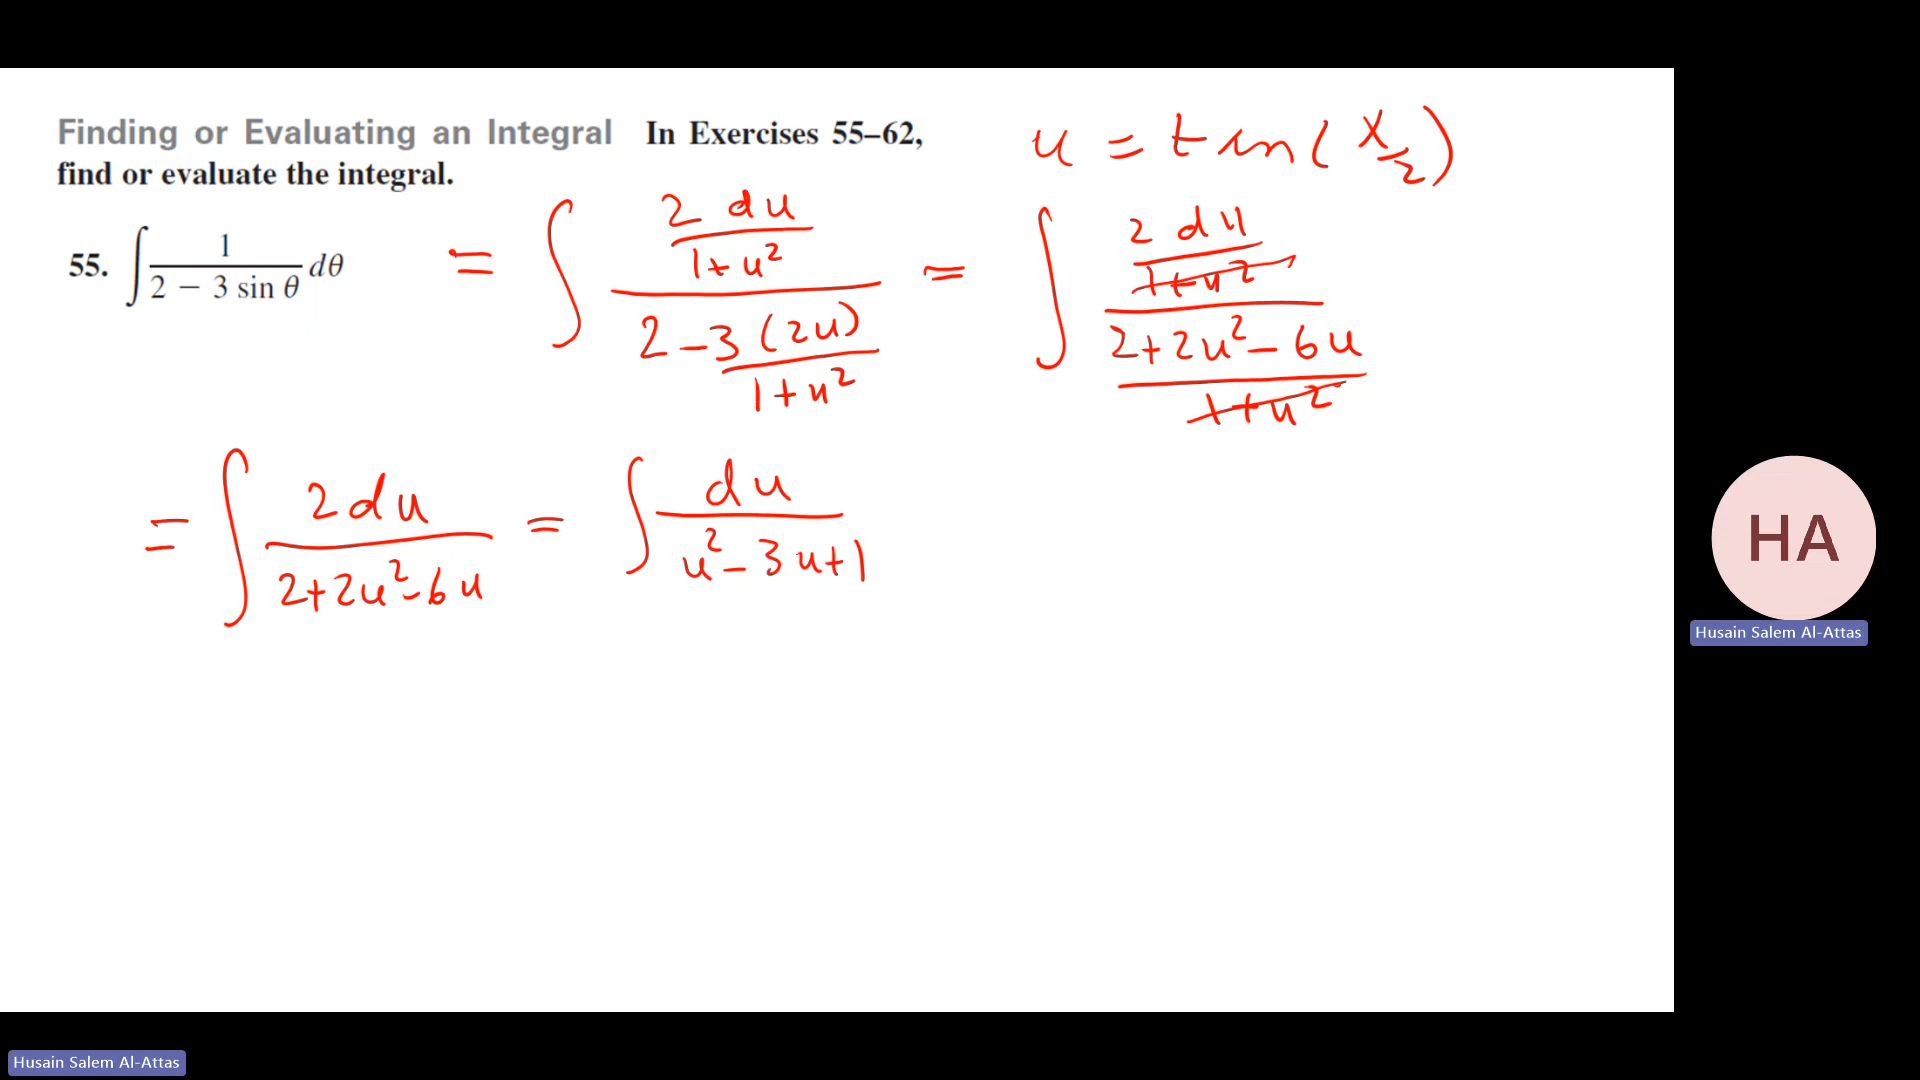 Finding or Evaluating an Integral In Exercises 55–62,
find or evaluate the integral.
u = tan(x/2)
55. ∫ 1/(2 − 3 sin θ) dθ = ∫ (2 du/(1+u²))/(2 − 3(2u)/(1+u²)) = ∫ (2 du/(1+u²))/((2+2u²−6u)/(1+u²))
= ∫ 2du/(2+2u²−6u) = ∫ du/(u²−3u+1)
HA
Husain Salem Al-Attas
Husain Salem Al-Attas